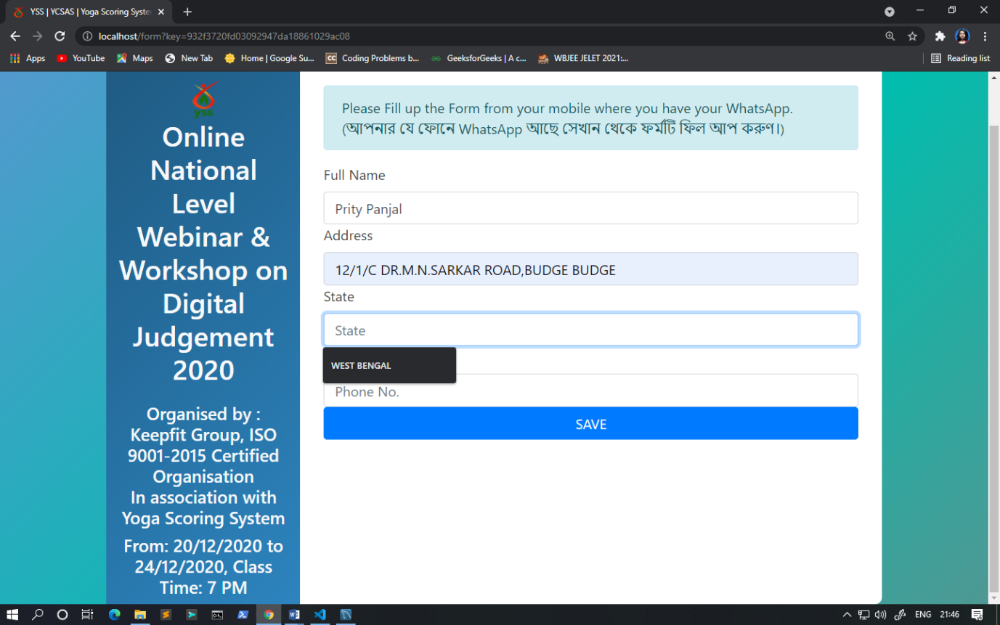 YSS | YCSAS | Yoga Scoring Syste
localhost/form?key=932f3720fd03092947da18861029ac08
Apps YouTube Maps New Tab Home | Google Su... CC Coding Problems b... GeeksforGeeks | A c... WBJEE JELET 2021:... Reading list
yss
Online
National
Level
Webinar &
Workshop on
Digital
Judgement
2020
Organised by :
Keepfit Group, ISO
9001-2015 Certified
Organisation
In association with
Yoga Scoring System
From: 20/12/2020 to
24/12/2020, Class
Time: 7 PM
Please Fill up the Form from your mobile where you have your WhatsApp.
(আপনার যে ফোনে WhatsApp আছে সেখান থেকে ফর্মটি ফিল আপ করুণ।)
Full Name
Prity Panjal
Address
12/1/C DR.M.N.SARKAR ROAD,BUDGE BUDGE
State
State
WEST BENGAL
Phone No.
SAVE
ENG 21:46